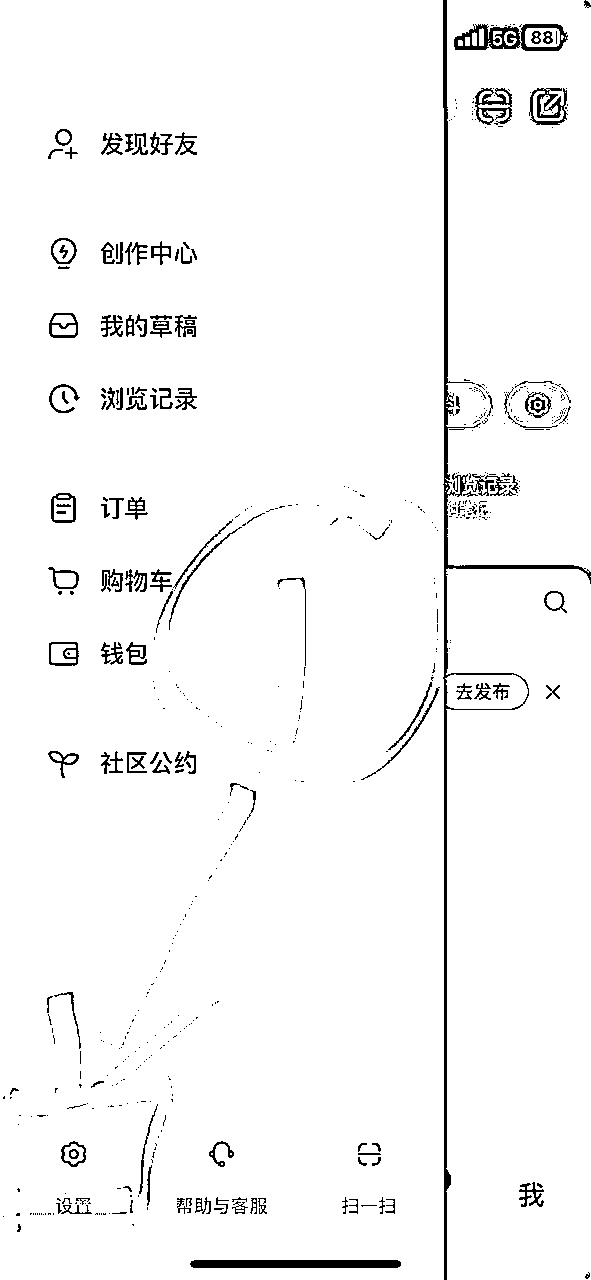 5G 88
发现好友
创作中心
我的草稿
浏览记录
订单
购物车
钱包
社区公约
设置
帮助与客服
扫一扫
浏览记录
去发布
我